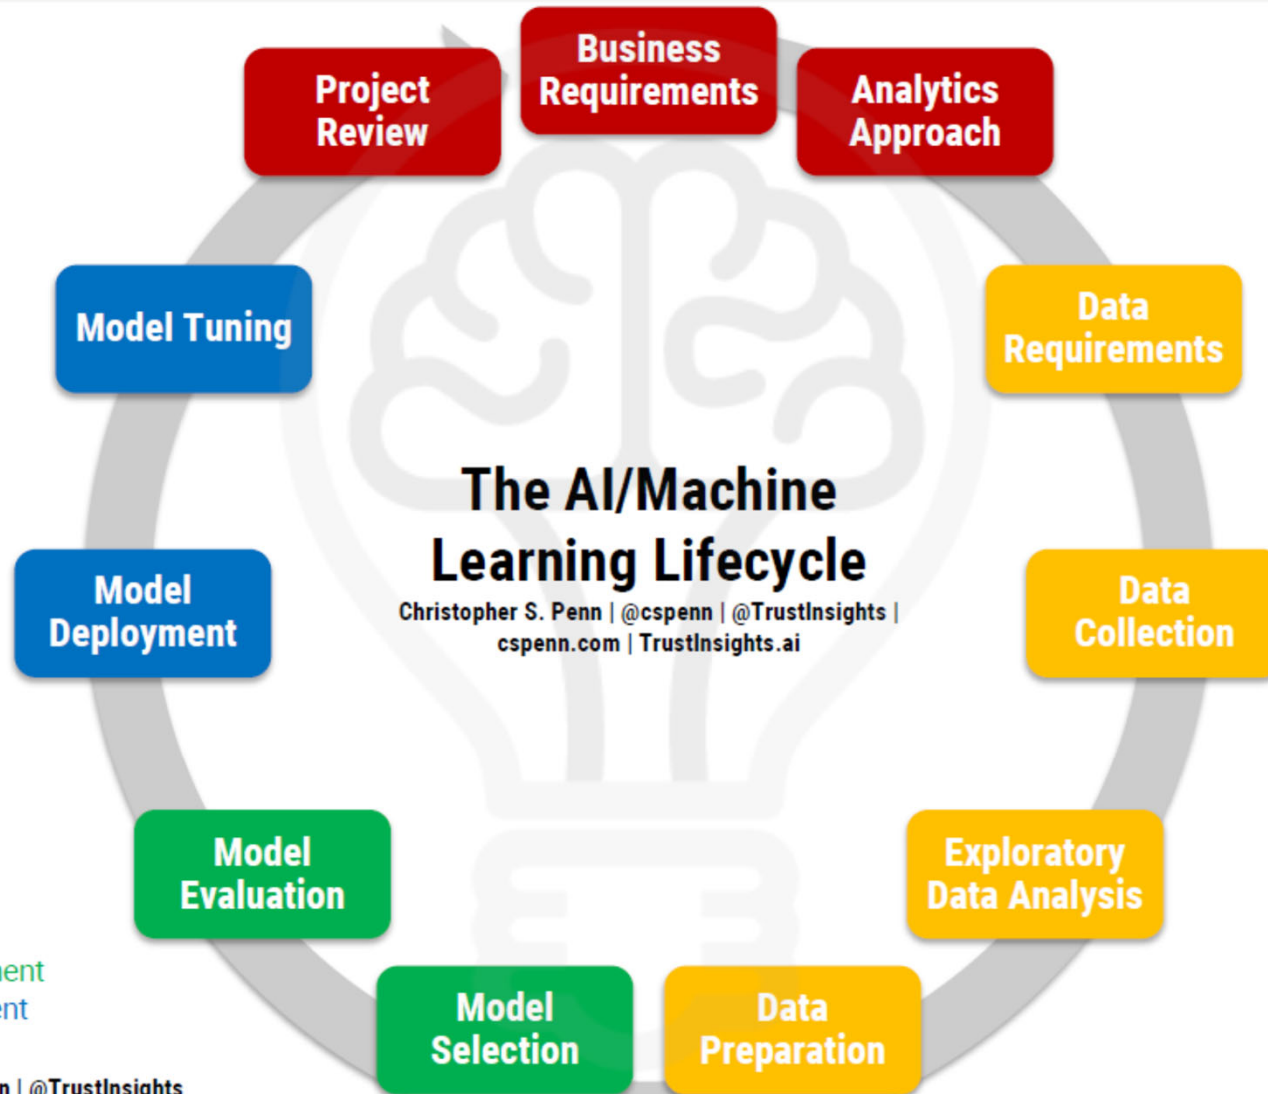 Business
Requirements
Analytics
Approach
Data
Requirements
Data
Collection
Exploratory
Data Analysis
Data
Preparation
Model
Selection
Model
Evaluation
Model
Deployment
Model Tuning
Project
Review
The AI/Machine
Learning Lifecycle
Christopher S. Penn | @cspenn | @TrustInsights |
cspenn.com | TrustInsights.ai
| @TrustInsights